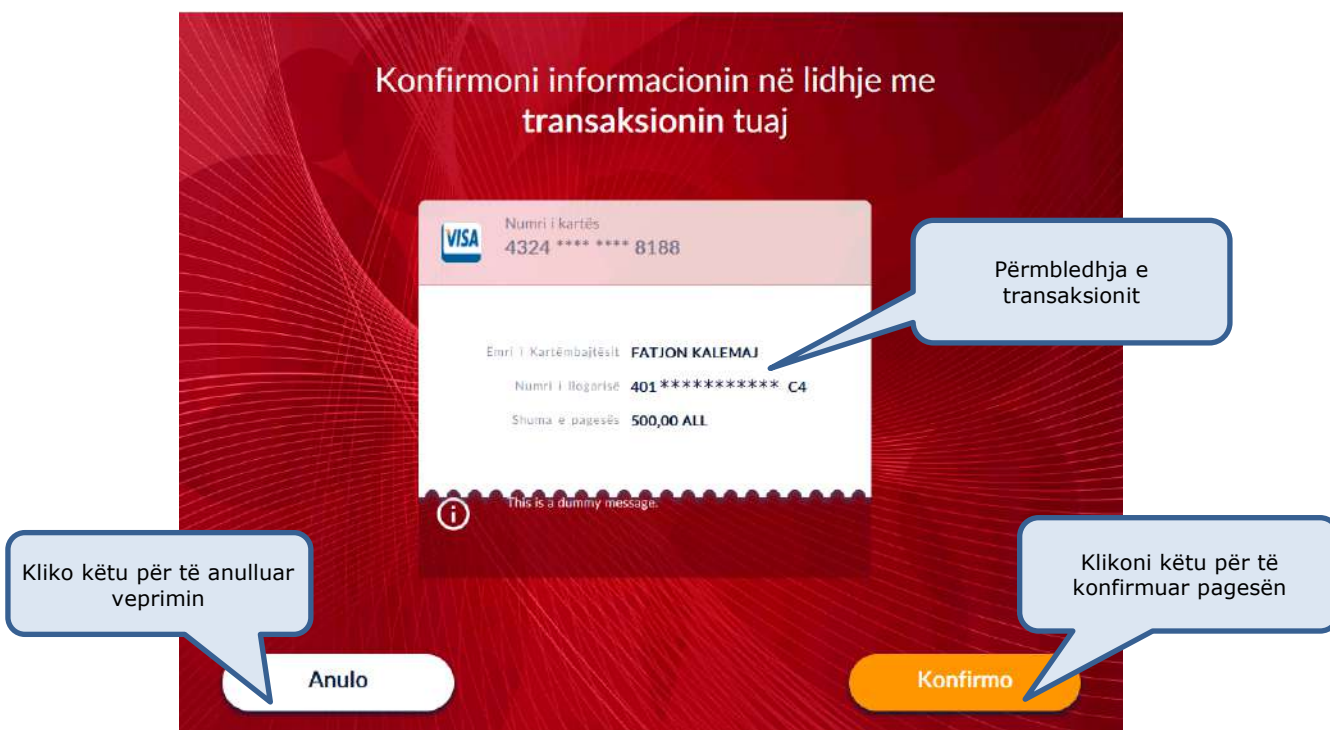 Konfirmoni informacionin në lidhje me
transaksionin tuaj
VISA
Numri i kartës
4324 **** **** 8188
Përmbledhja e
transaksionit
Emri i Kartëmbajtësit FATJON KALEMAJ
Numri i llogarisë 401*********** C4
Shuma e pagesës 500,00 ALL
This is a dummy message.
Kliko këtu për të anulluar
veprimin
Klikoni këtu për të
konfirmuar pagesën
Anulo
Konfirmo